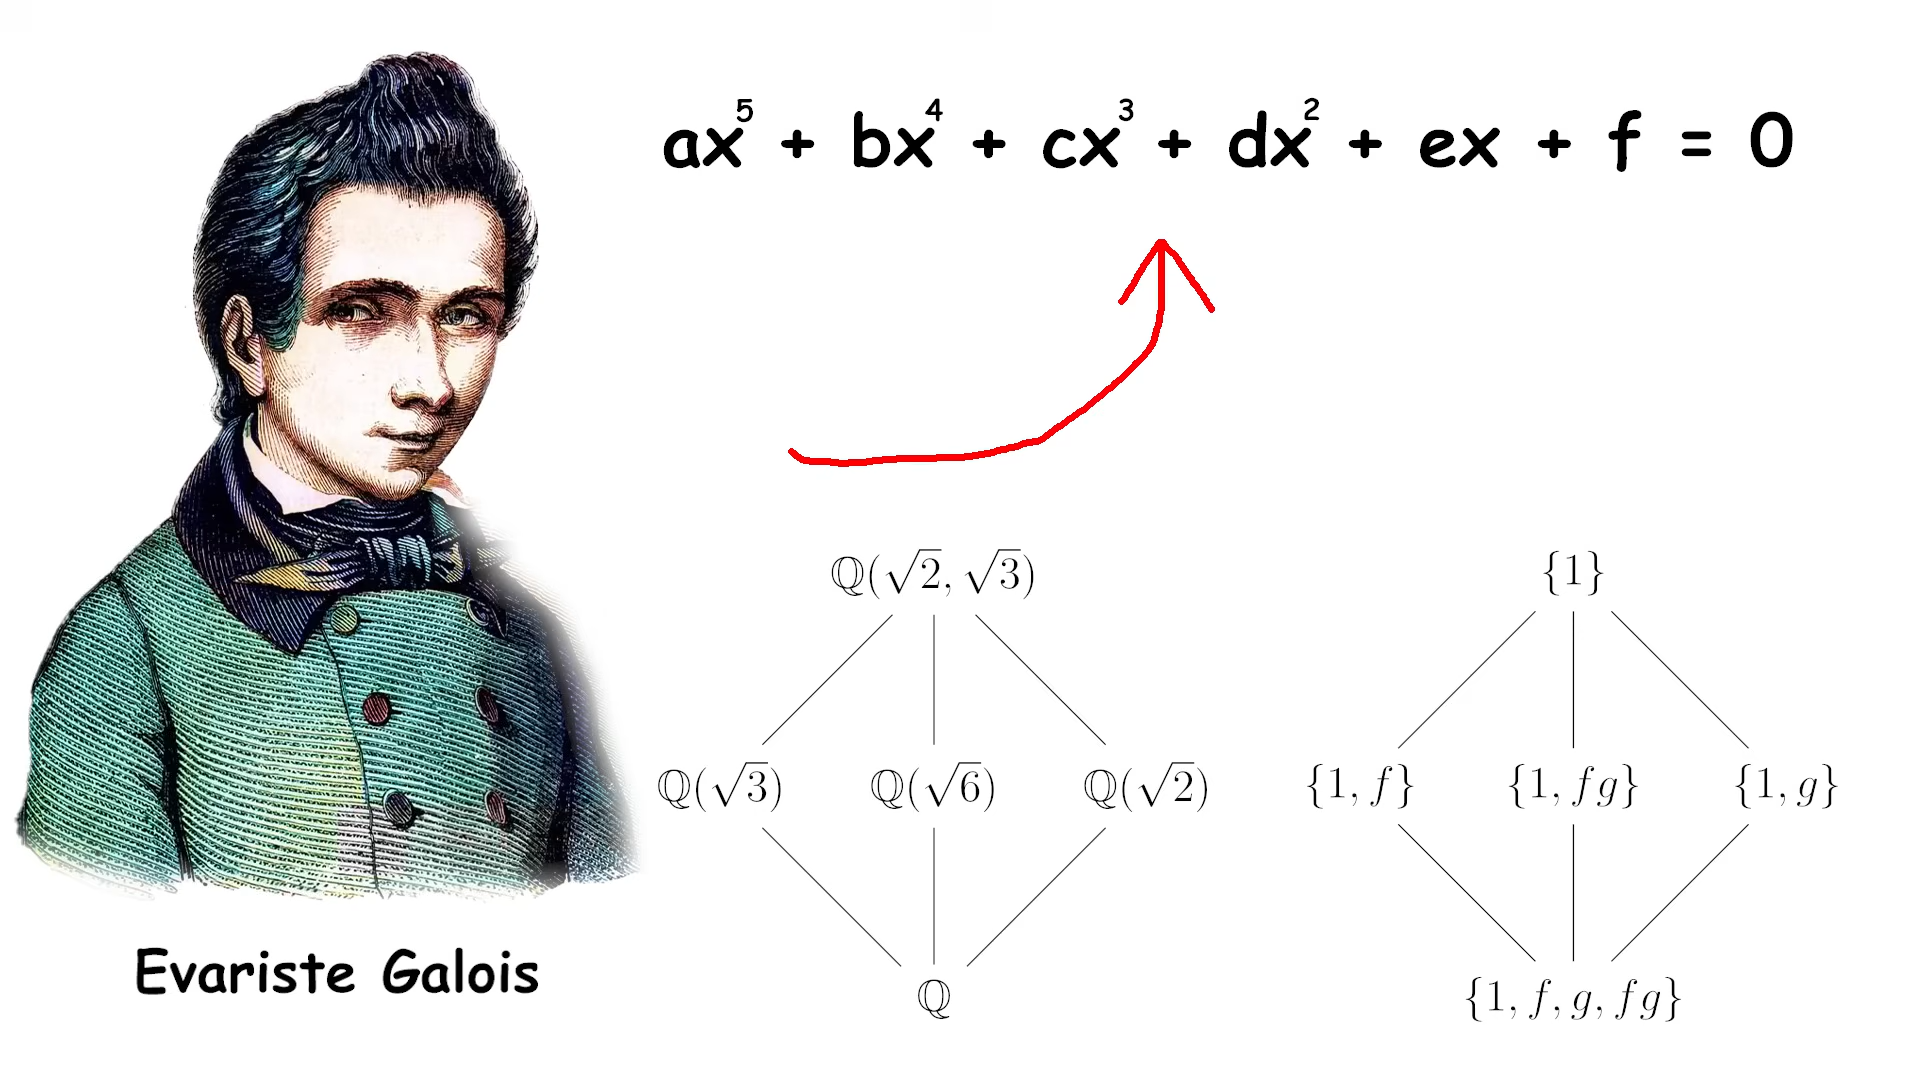 ax⁵ + bx⁴ + cx³ + dx² + ex + f = 0
ℚ(√2, √3)
{1}
ℚ(√3)
ℚ(√6)
ℚ(√2)
{1, f}
{1, fg}
{1, g}
ℚ
{1, f, g, fg}
Evariste Galois